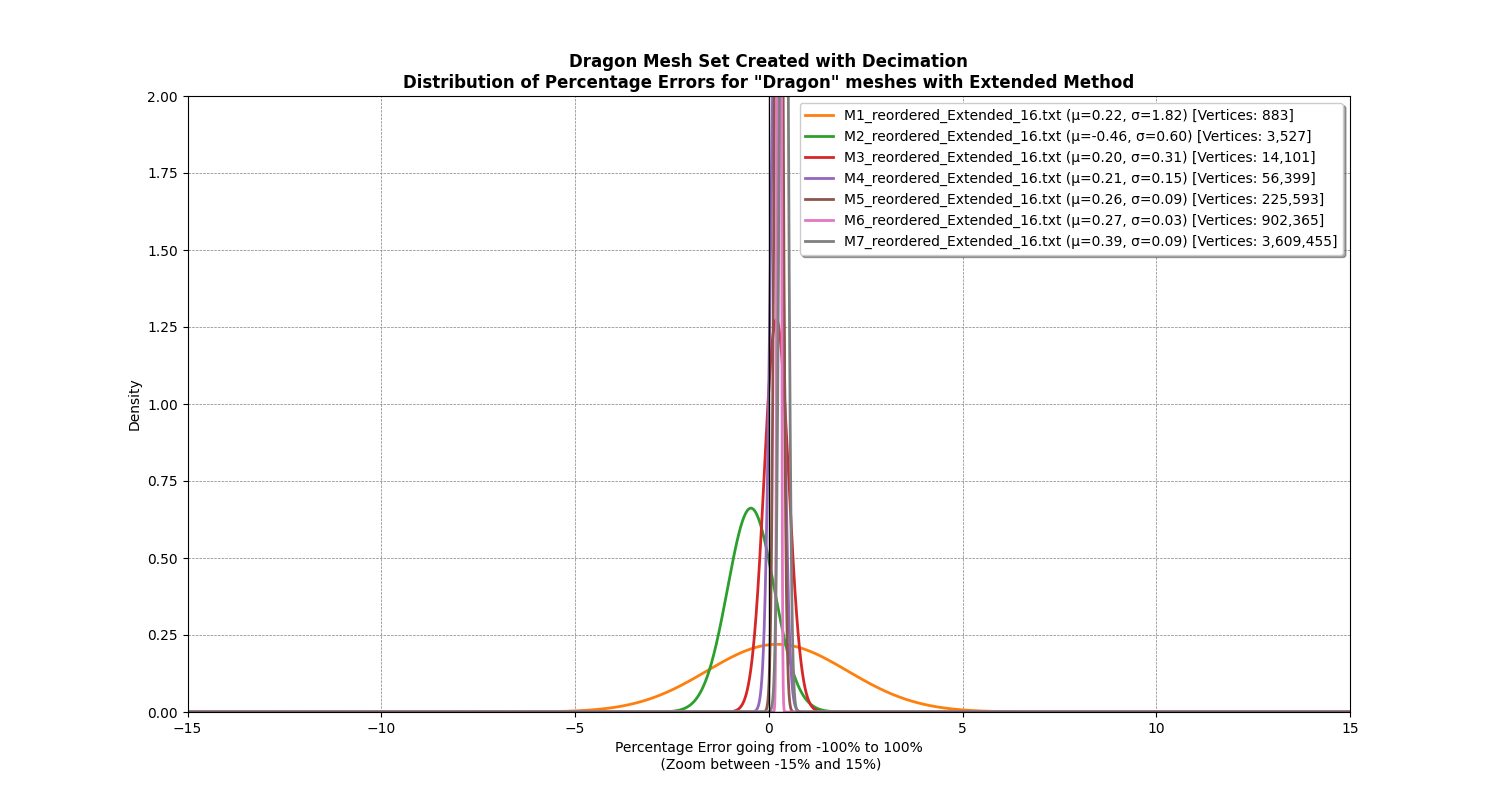 Dragon Mesh Set Created with Decimation
Distribution of Percentage Errors for "Dragon" meshes with Extended Method
2.00
1.75
1.50
1.25
1.00
0.75
0.50
0.25
0.00
Density
M1_reordered_Extended_16.txt (μ=0.22, σ=1.82) [Vertices: 883]
M2_reordered_Extended_16.txt (μ=-0.46, σ=0.60) [Vertices: 3,527]
M3_reordered_Extended_16.txt (μ=0.20, σ=0.31) [Vertices: 14,101]
M4_reordered_Extended_16.txt (μ=0.21, σ=0.15) [Vertices: 56,399]
M5_reordered_Extended_16.txt (μ=0.26, σ=0.09) [Vertices: 225,593]
M6_reordered_Extended_16.txt (μ=0.27, σ=0.03) [Vertices: 902,365]
M7_reordered_Extended_16.txt (μ=0.39, σ=0.09) [Vertices: 3,609,455]
−15 −10 −5 0 5 10 15
Percentage Error going from -100% to 100%
(Zoom between -15% and 15%)